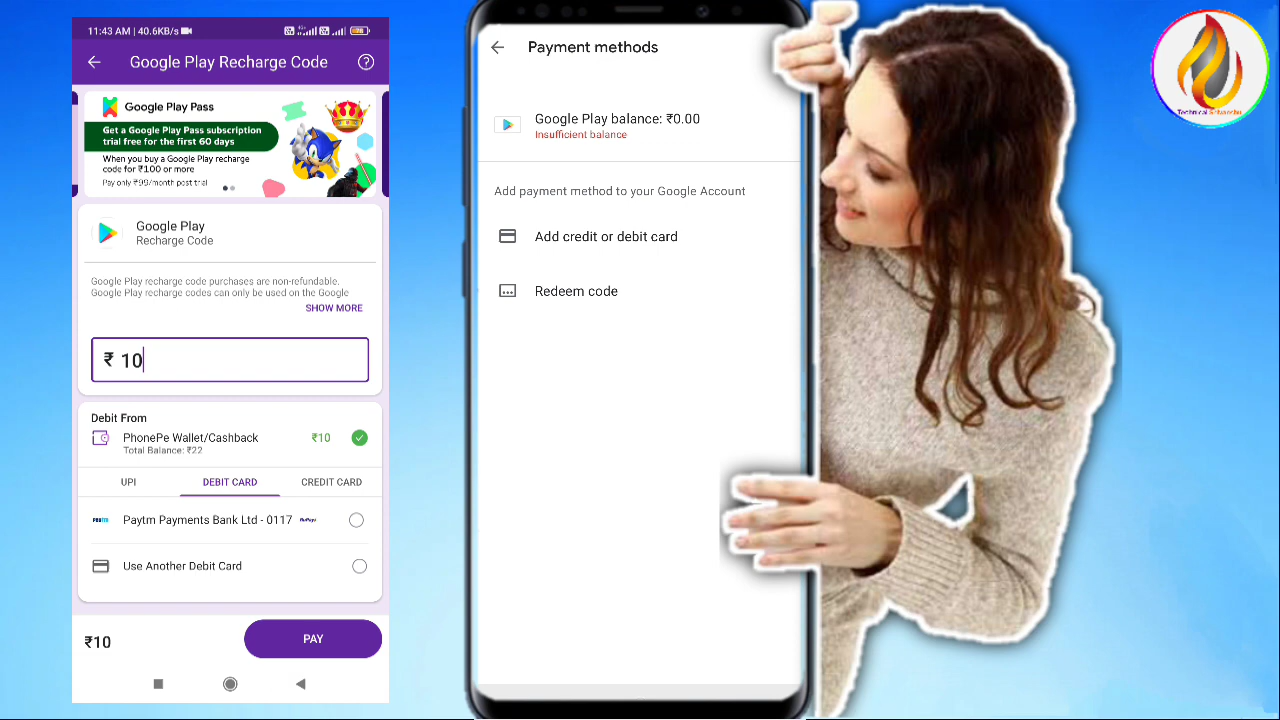 11:43 AM | 40.6KB/s
Google Play Recharge Code
Google Play Pass
Get a Google Play Pass subscription
trial free for the first 60 days
When you buy a Google Play recharge
code for ₹100 or more
Pay only ₹99/month post trial
Google Play
Recharge Code
Google Play recharge code purchases are non-refundable.
Google Play recharge codes can only be used on the Google
SHOW MORE
₹ 10
Debit From
PhonePe Wallet/Cashback ₹10
Total Balance: ₹22
UPI DEBIT CARD CREDIT CARD
Paytm Payments Bank Ltd - 0117 RuPay
Use Another Debit Card
₹10 PAY
Payment methods
Google Play balance: ₹0.00
Insufficient balance
Add payment method to your Google Account
Add credit or debit card
Redeem code
Technical